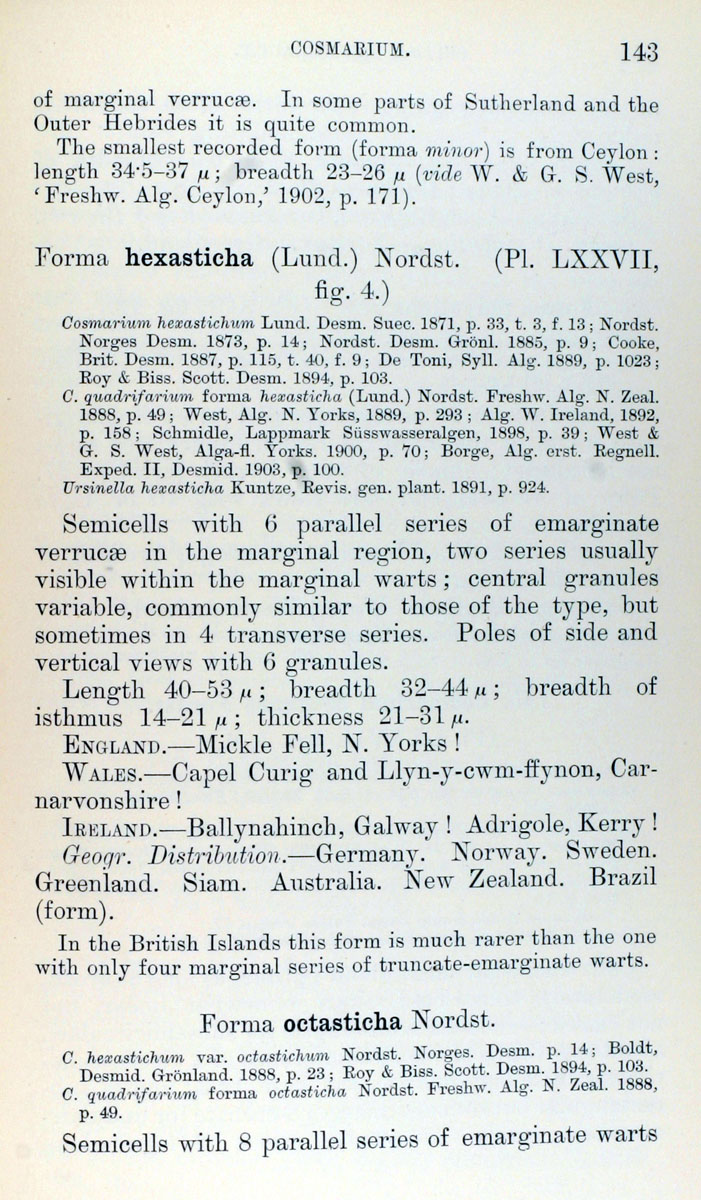 COSMARIUM. 143
of marginal verrucæ. In some parts of Sutherland and the
Outer Hebrides it is quite common.
The smallest recorded form (forma minor) is from Ceylon :
length 34·5–37 µ ; breadth 23–26 µ (vide W. & G. S. West,
‘Freshw. Alg. Ceylon,’ 1902, p. 171).
Forma hexasticha (Lund.) Nordst. (Pl. LXXVII,
fig. 4.)
Cosmarium hexastichum Lund. Desm. Suec. 1871, p. 33, t. 3, f. 13 ; Nordst.
Norges Desm. 1873, p. 14 ; Nordst. Desm. Grönl. 1885, p. 9 ; Cooke,
Brit. Desm. 1887, p. 115, t. 40, f. 9 ; De Toni, Syll. Alg. 1889, p. 1023 ;
Roy & Biss. Scott. Desm. 1894, p. 103.
C. quadrifarium forma hexasticha (Lund.) Nordst. Freshw. Alg. N. Zeal.
1888, p. 49 ; West, Alg. N. Yorks, 1889, p. 293 ; Alg. W. Ireland, 1892,
p. 158 ; Schmidle, Lappmark Süsswasseralgen, 1898, p. 39 ; West &
G. S. West, Alga-fl. Yorks. 1900, p. 70 ; Borge, Alg. erst. Regnell.
Exped. II, Desmid. 1903, p. 100.
Ursinella hexasticha Kuntze, Revis. gen. plant. 1891, p. 924.
Semicells with 6 parallel series of emarginate
verrucæ in the marginal region, two series usually
visible within the marginal warts ; central granules
variable, commonly similar to those of the type, but
sometimes in 4 transverse series. Poles of side and
vertical views with 6 granules.
Length 40–53 µ ; breadth 32–44 µ ; breadth of
isthmus 14–21 µ ; thickness 21–31 µ.
ENGLAND.—Mickle Fell, N. Yorks !
WALES.—Capel Curig and Llyn-y-cwm-ffynon, Car-
narvonshire !
IRELAND.—Ballynahinch, Galway ! Adrigole, Kerry !
Geogr. Distribution.—Germany. Norway. Sweden.
Greenland. Siam. Australia. New Zealand. Brazil
(form).
In the British Islands this form is much rarer than the one
with only four marginal series of truncate-emarginate warts.
Forma octasticha Nordst.
C. hexastichum var. octastichum Nordst. Norges. Desm. p. 14 ; Boldt,
Desmid. Grönland. 1888, p. 23 ; Roy & Biss. Scott. Desm. 1894, p. 103.
C. quadrifarium forma octasticha Nordst. Freshw. Alg. N. Zeal. 1888,
p. 49.
Semicells with 8 parallel series of emarginate warts